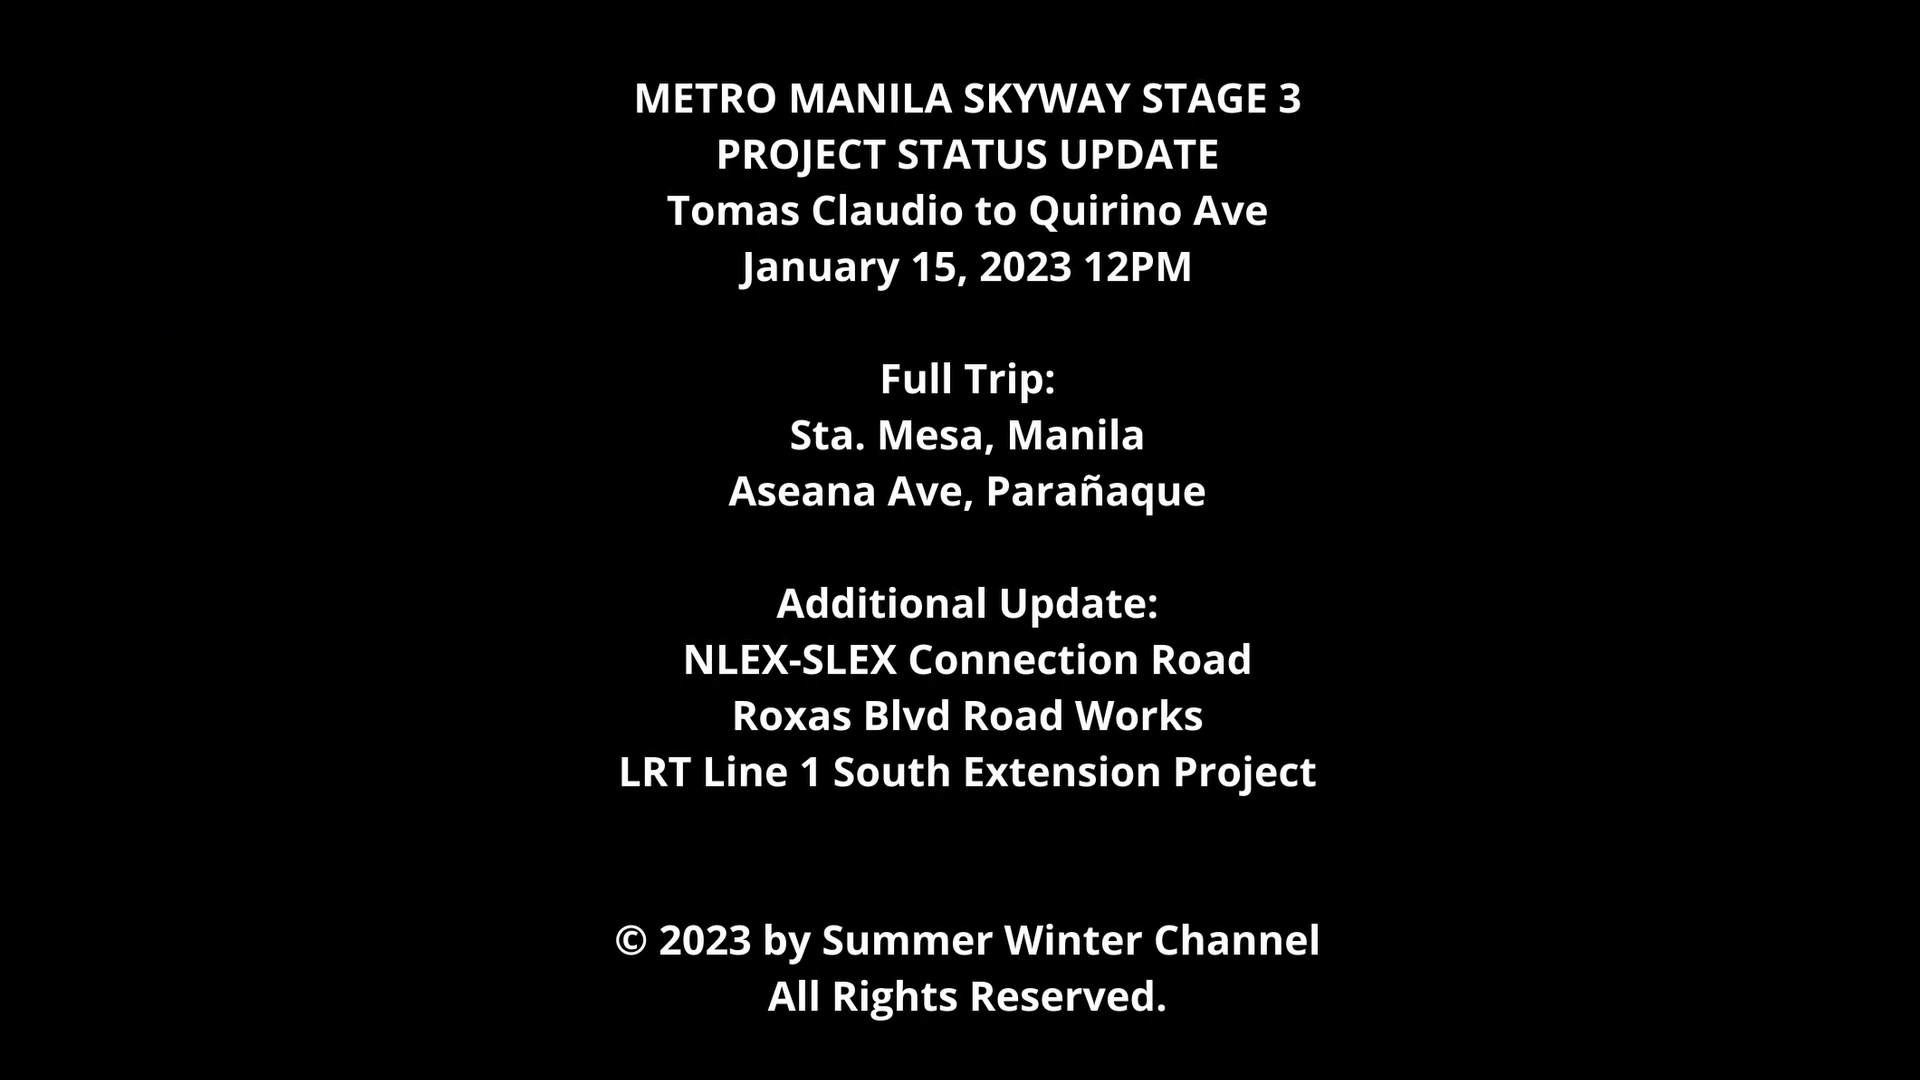 METRO MANILA SKYWAY STAGE 3
PROJECT STATUS UPDATE
Tomas Claudio to Quirino Ave
January 15, 2023 12PM
Full Trip:
Sta. Mesa, Manila
Aseana Ave, Parañaque
Additional Update:
NLEX-SLEX Connection Road
Roxas Blvd Road Works
LRT Line 1 South Extension Project
© 2023 by Summer Winter Channel
All Rights Reserved.